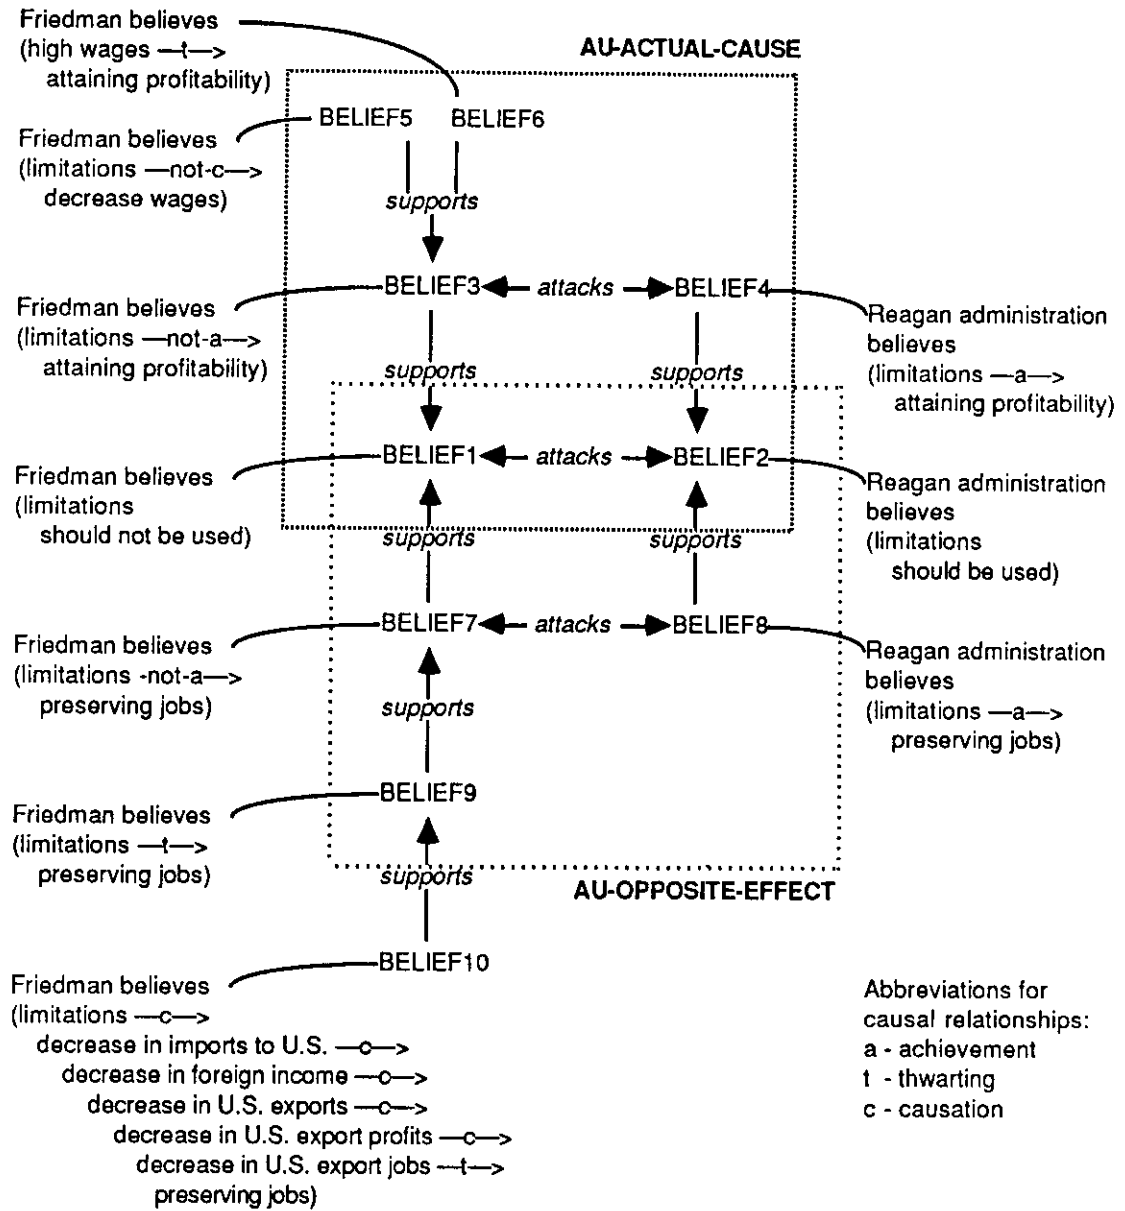 Friedman believes
(high wages —t—>
attaining profitability)
AU-ACTUAL-CAUSE
BELIEF5 BELIEF6
Friedman believes
(limitations —not-c—>
decrease wages)
supports
BELIEF3 attacks BELIEF4
Friedman believes
(limitations —not-a—>
attaining profitability)
Reagan administration
believes
(limitations —a—>
attaining profitability)
supports supports
BELIEF1 attacks BELIEF2
Friedman believes
(limitations
should not be used)
Reagan administration
believes
(limitations
should be used)
supports supports
BELIEF7 attacks BELIEF8
Friedman believes
(limitations -not-a—>
preserving jobs)
Reagan administration
believes
(limitations —a—>
preserving jobs)
supports
BELIEF9
Friedman believes
(limitations —t—>
preserving jobs)
supports
AU-OPPOSITE-EFFECT
BELIEF10
Friedman believes
(limitations —c—>
decrease in imports to U.S. —c—>
decrease in foreign income —c—>
decrease in U.S. exports —c—>
decrease in U.S. export profits —c—>
decrease in U.S. export jobs —t—>
preserving jobs)
Abbreviations for
causal relationships:
a - achievement
t - thwarting
c - causation